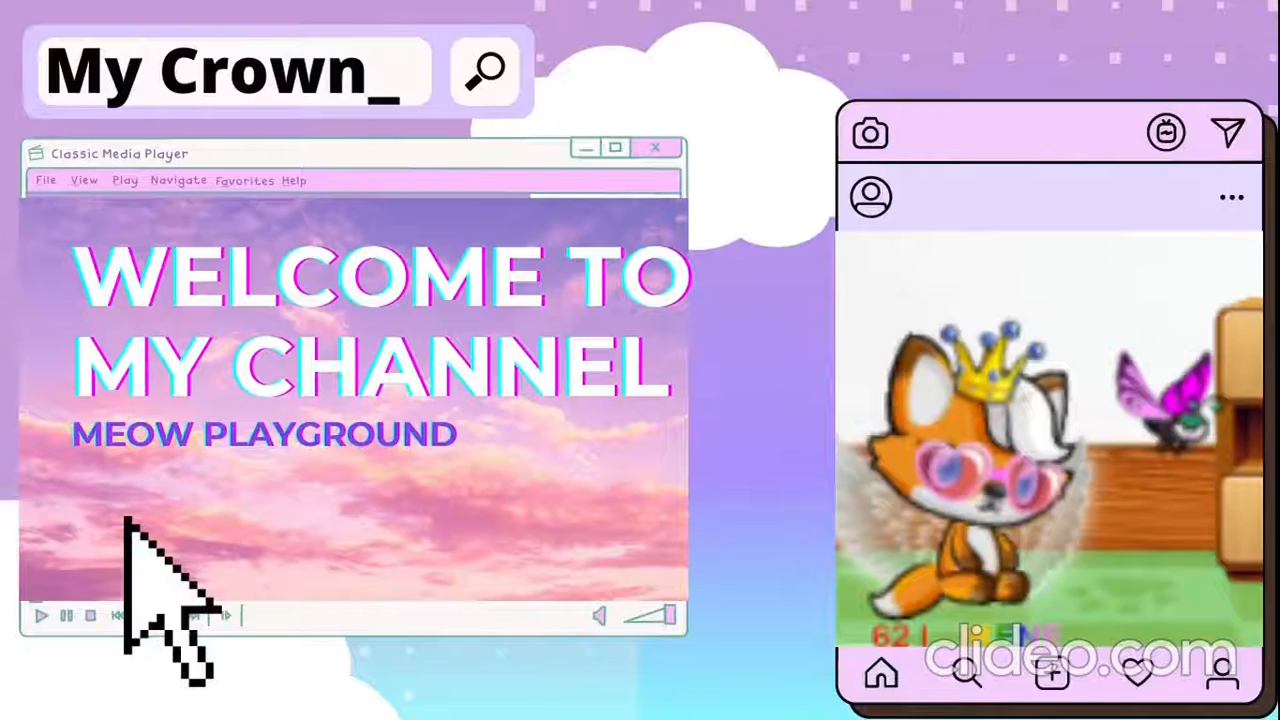 My Crown_
Classic Media Player
File View Play Navigate Favorites Help
WELCOME TO
MY CHANNEL
MEOW PLAYGROUND
62
clideo.com